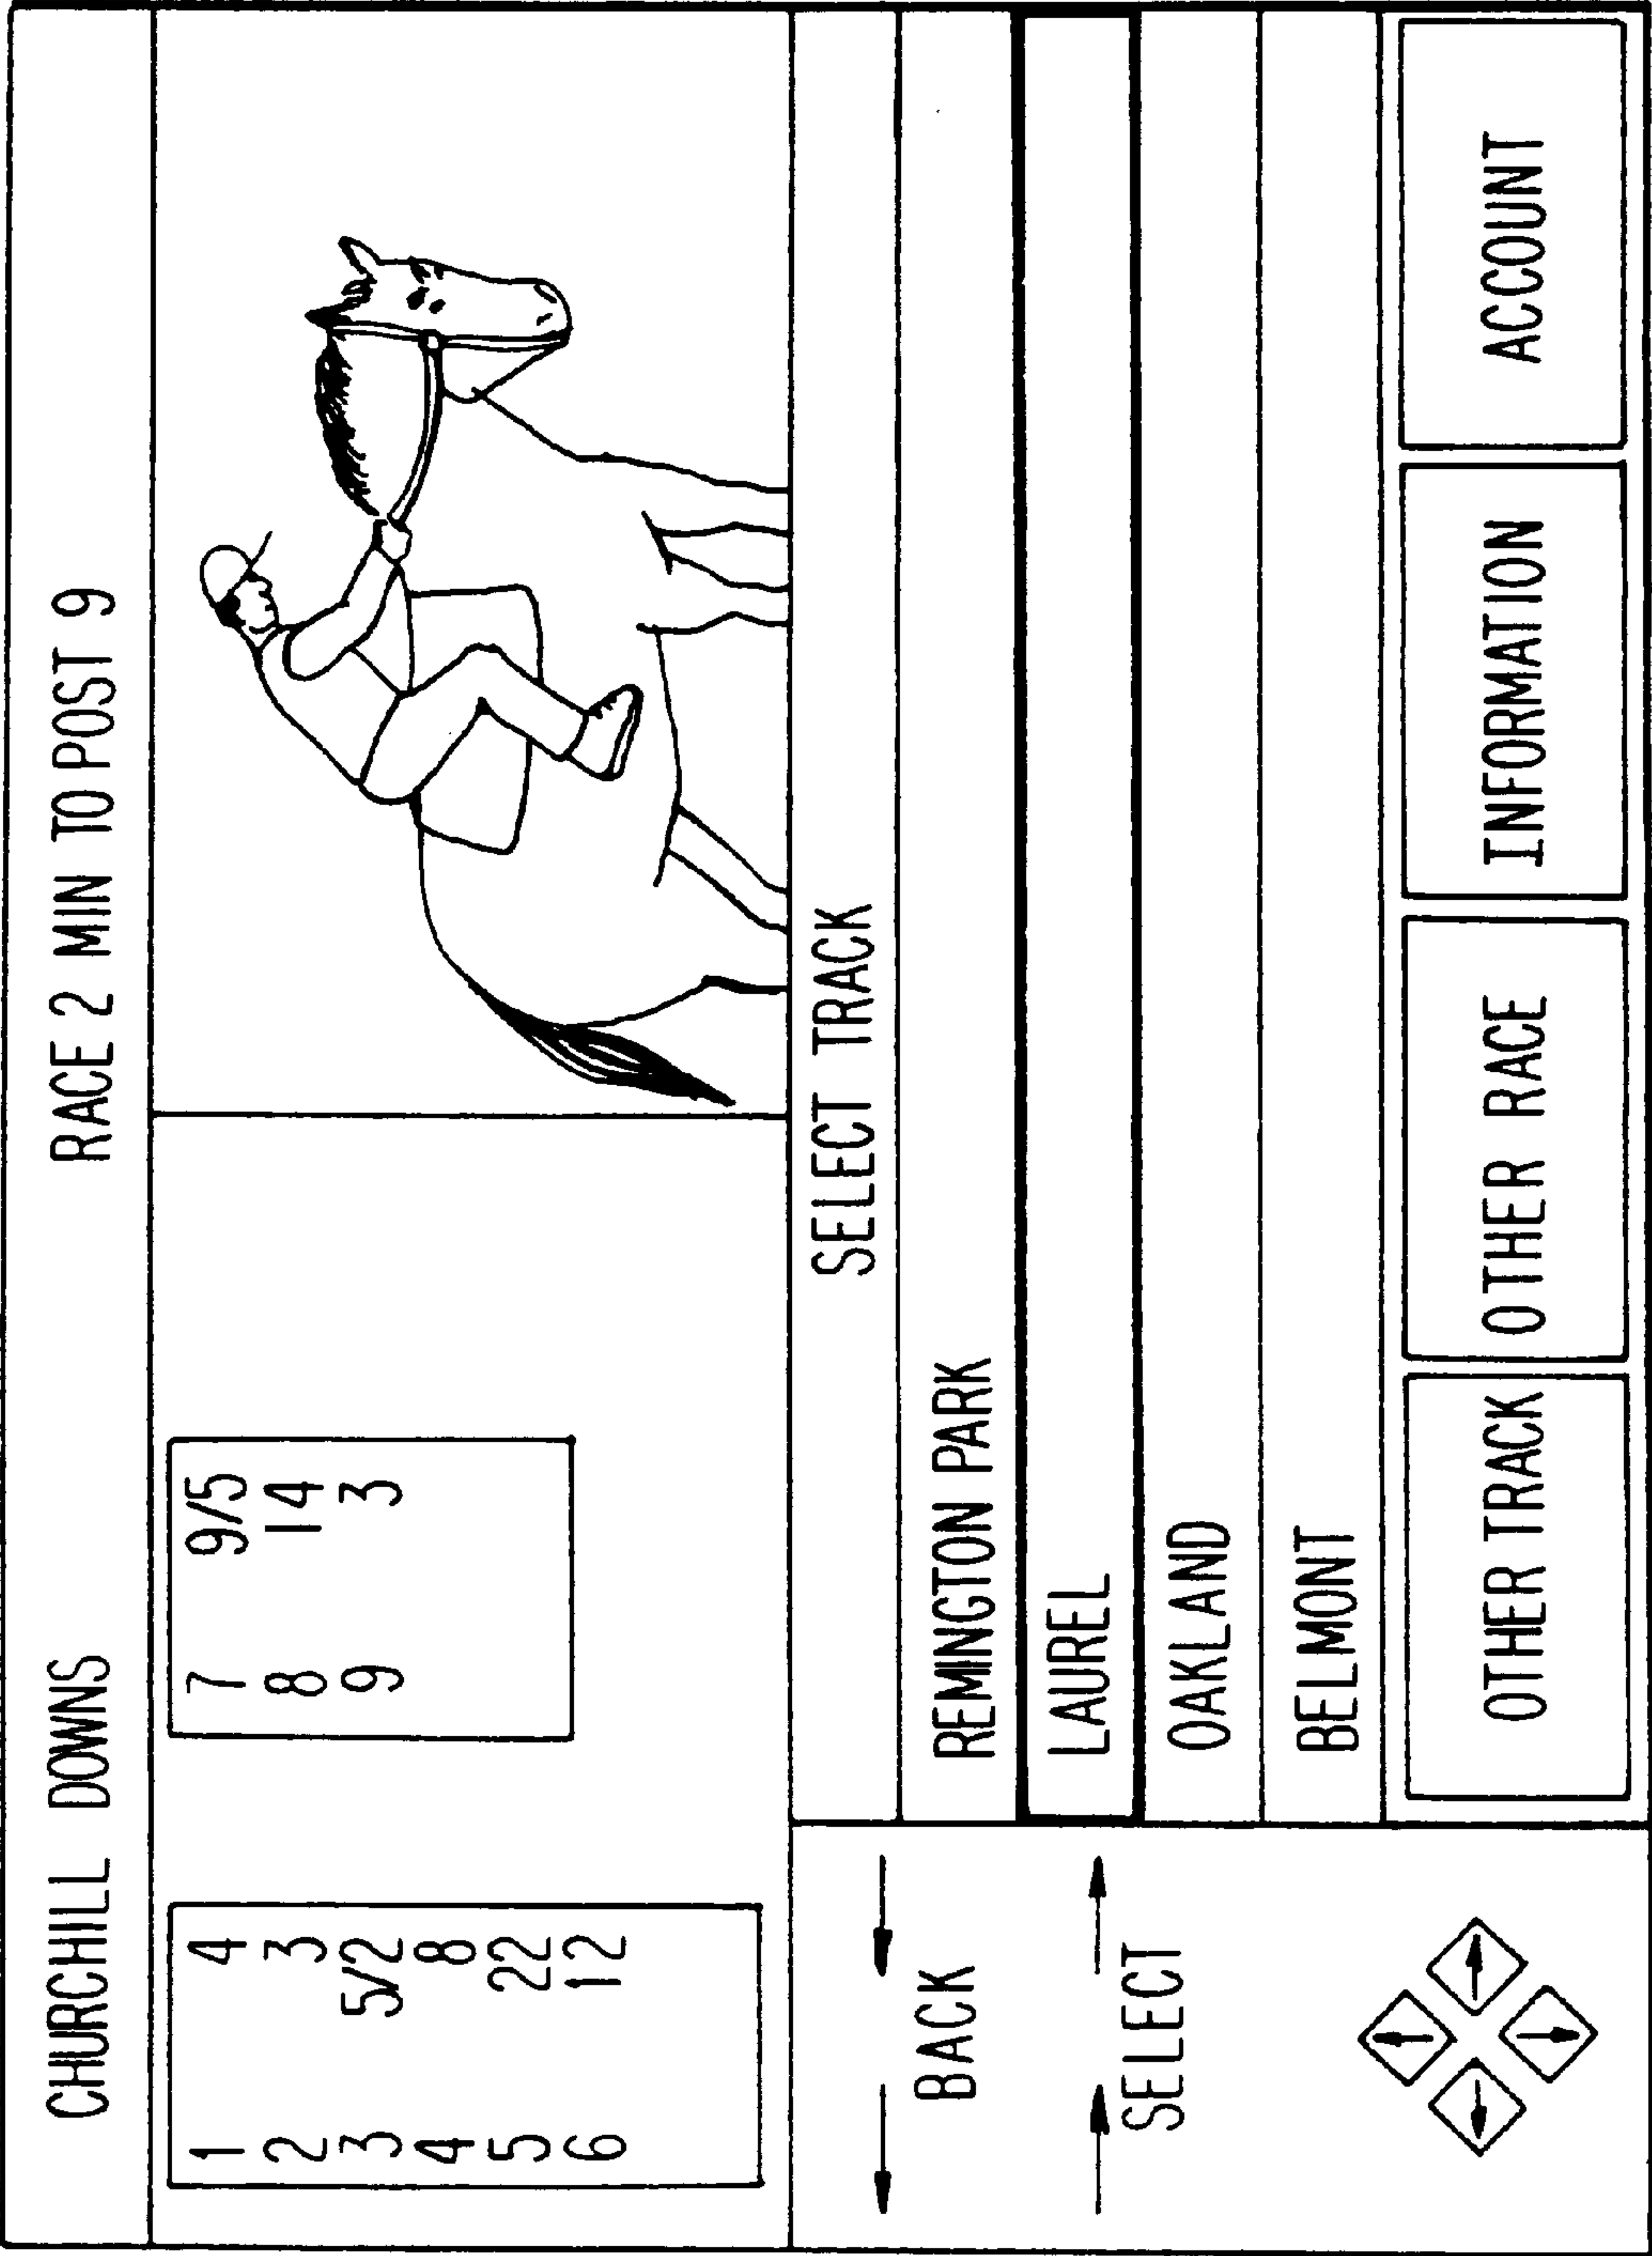 CHURCHILL DOWNS RACE 2 MIN TO POST 9
1 4
2 3
3 5/2
4 8
5 22
6 12
7 9/5
8 14
9 3
BACK
SELECT
SELECT TRACK
REMINGTON PARK
LAUREL
OAKLAND
BELMONT
OTHER TRACK
OTHER RACE
INFORMATION
ACCOUNT